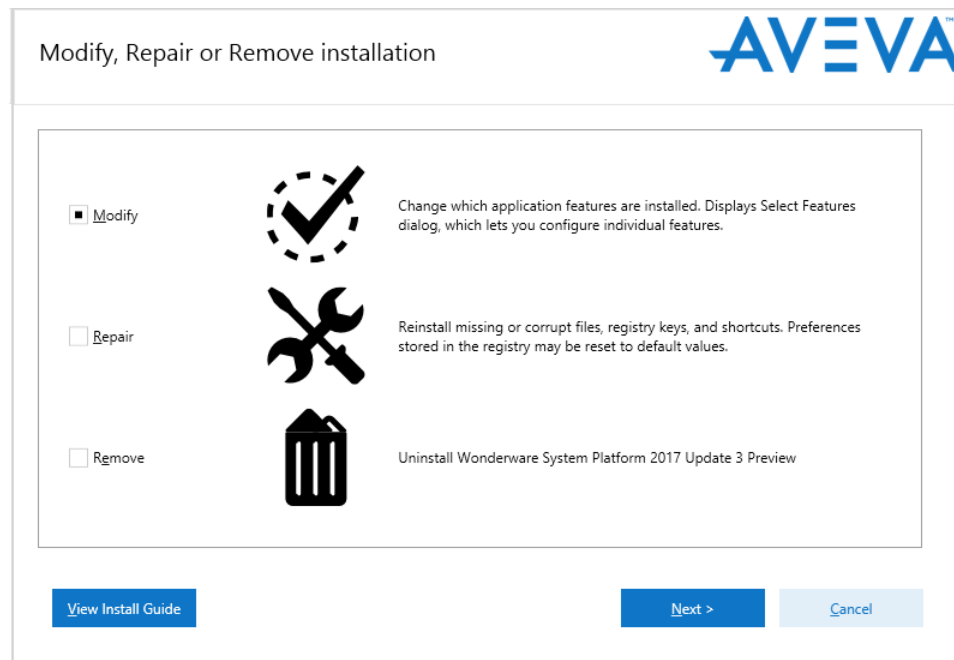 Modify, Repair or Remove installation
AVEVA™
Modify
Change which application features are installed. Displays Select Features
dialog, which lets you configure individual features.
Repair
Reinstall missing or corrupt files, registry keys, and shortcuts. Preferences
stored in the registry may be reset to default values.
Remove
Uninstall Wonderware System Platform 2017 Update 3 Preview
View Install Guide
Next >
Cancel